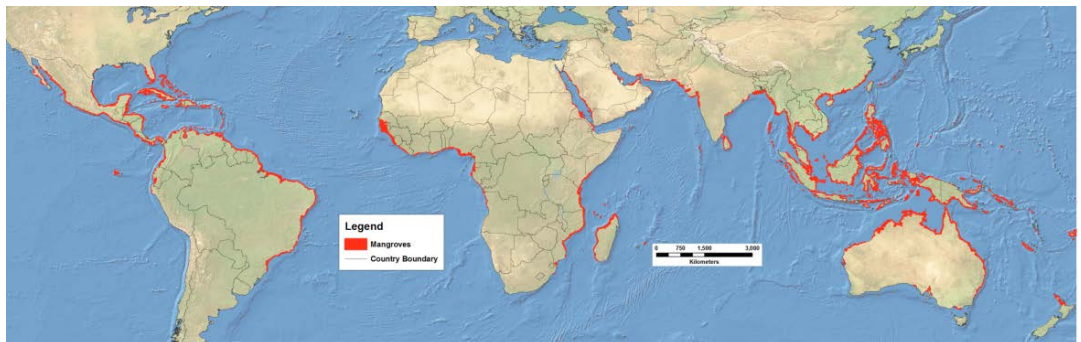 Legend
Mangroves
Country Boundary
0 750 1,500 3,000
Kilometers